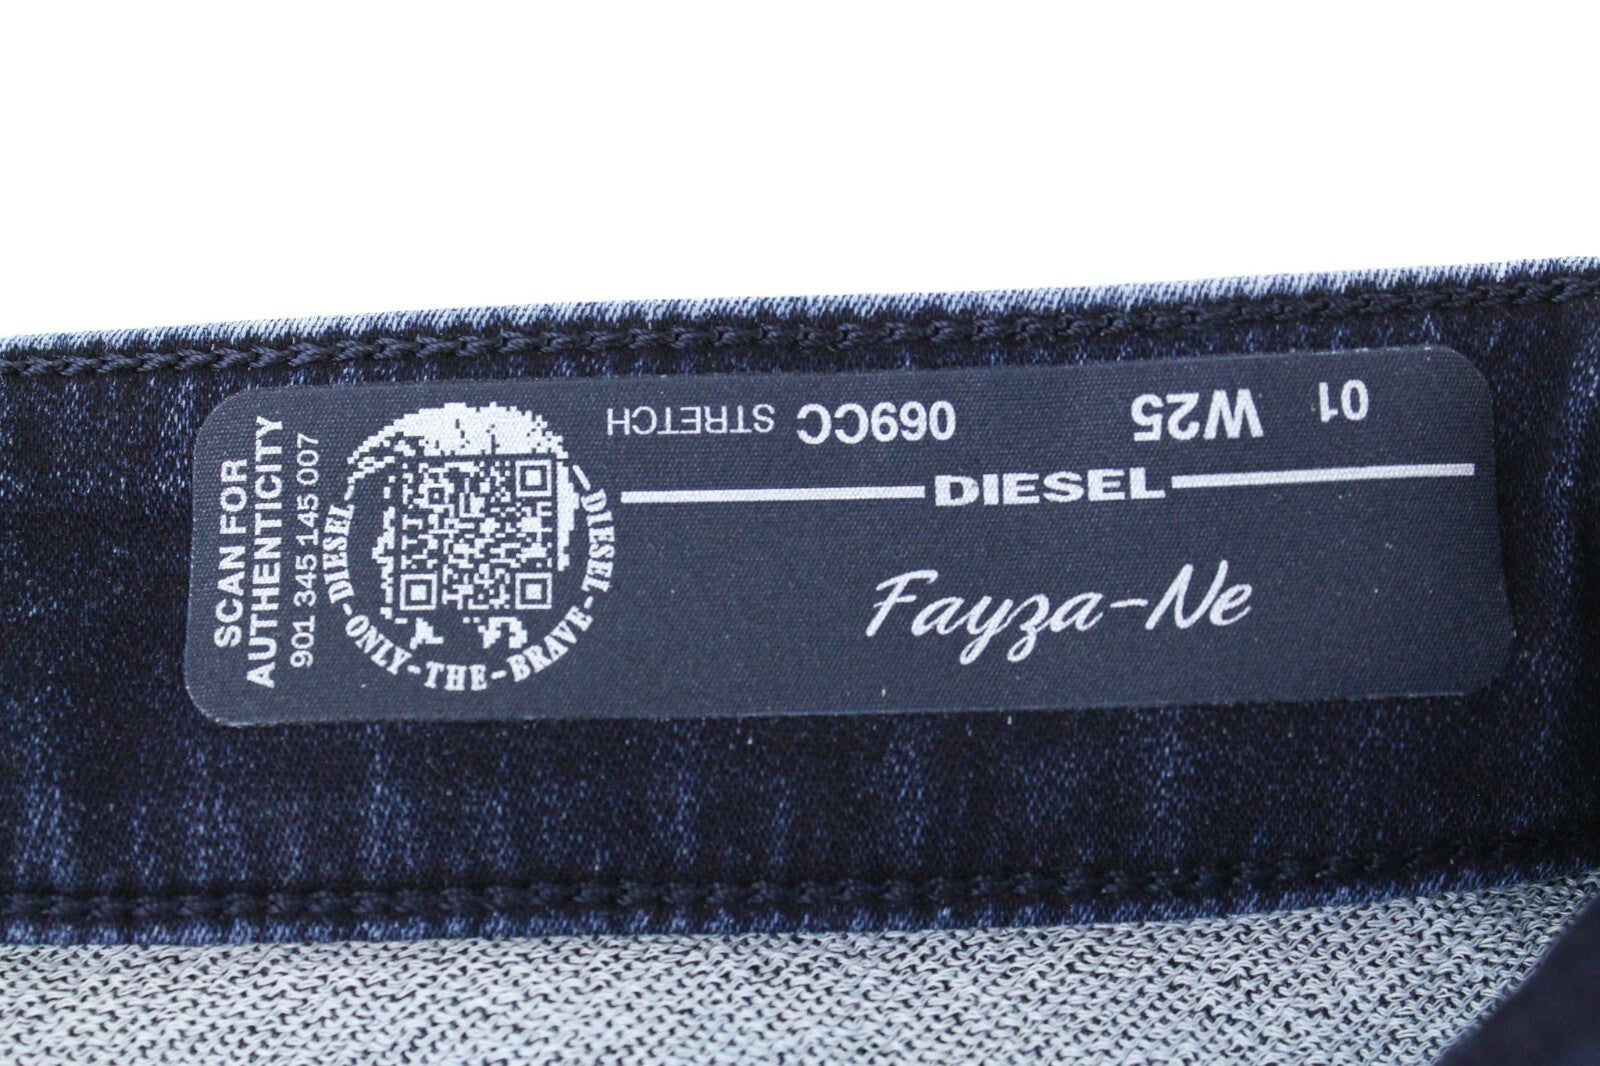 SCAN FOR
AUTHENTICITY
901 345 145 007
DIESEL-ONLY-THE-BRAVE-DIESEL
01 W25 069CC STRETCH
DIESEL
Fayza-Ne